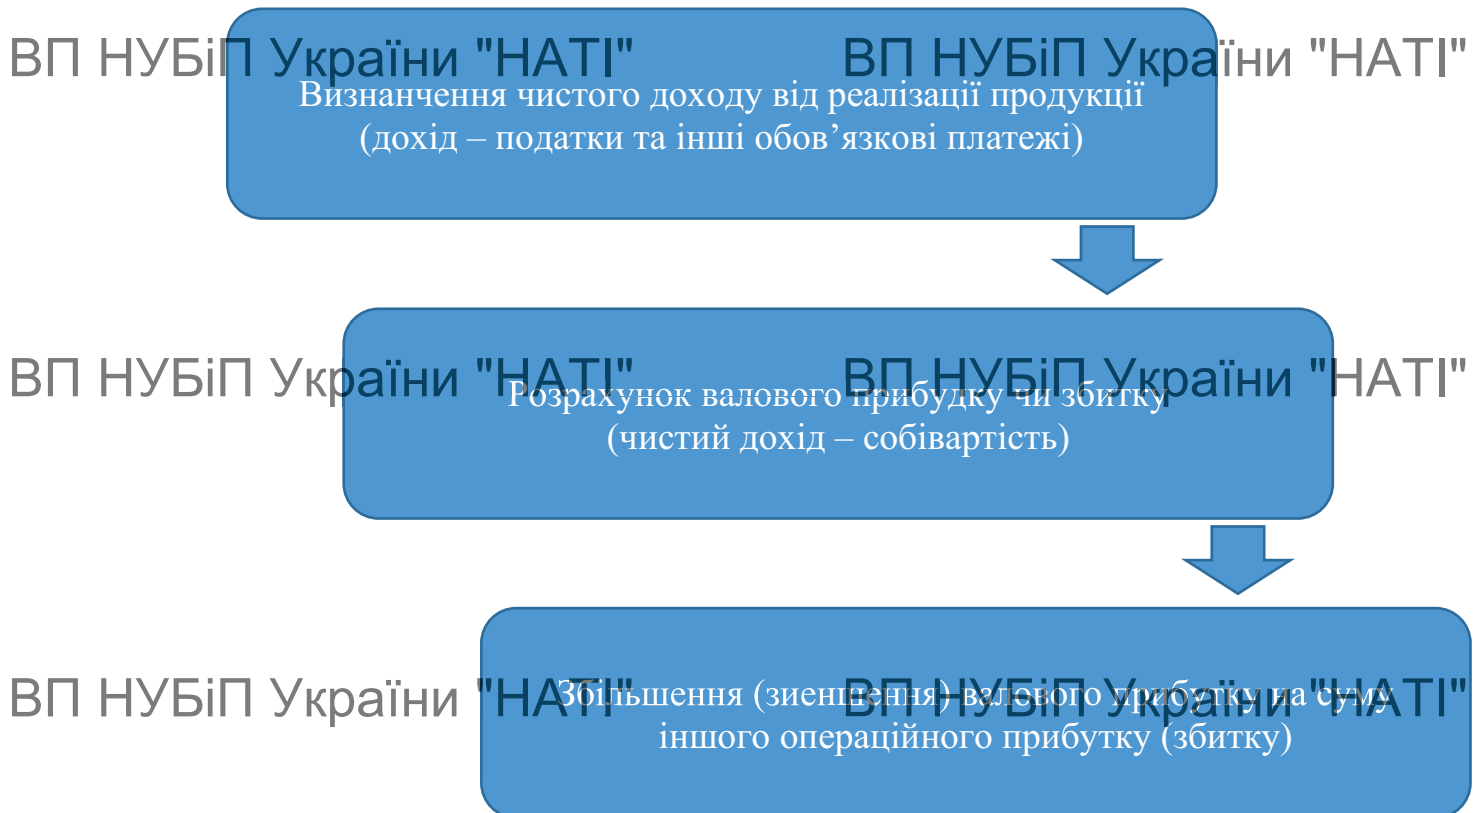 ВП НУБіП України "НАТІ" ВП НУБіП України "НАТІ"
Визнанчення чистого доходу від реалізації продукції
(дохід – податки та інші обов’язкові платежі)
ВП НУБіП України "НАТІ" ВП НУБіП України "НАТІ"
Розрахунок валового прибудку чи збитку
(чистий дохід – собівартість)
ВП НУБіП України "НАТІ" ВП НУБіП України "НАТІ"
Збільшення (зиеншення) валового прибутку на суму
іншого операційного прибутку (збитку)